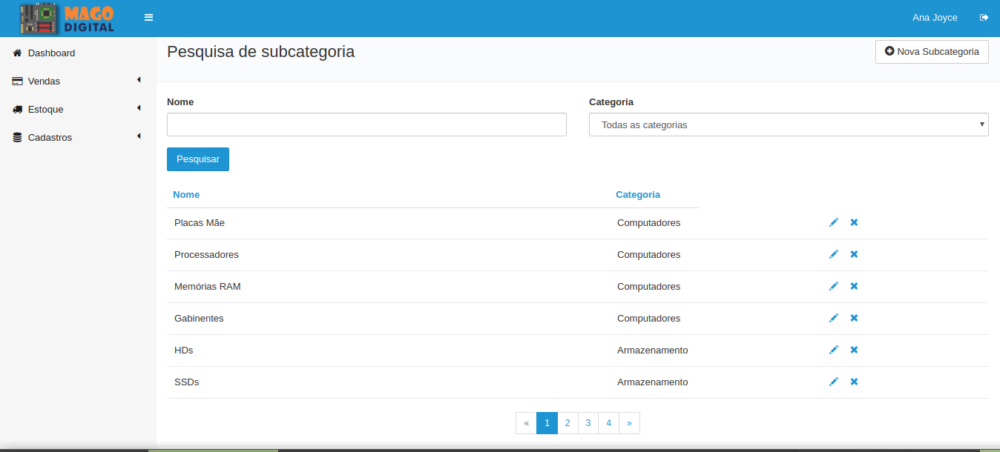 MAGO
DIGITAL
Ana Joyce
Dashboard
Vendas
Estoque
Cadastros
Pesquisa de subcategoria
Nova Subcategoria
Nome
Categoria
Todas as categorias
Pesquisar
Nome Categoria
Placas Mãe Computadores
Processadores Computadores
Memórias RAM Computadores
Gabinentes Computadores
HDs Armazenamento
SSDs Armazenamento
« 1 2 3 4 »